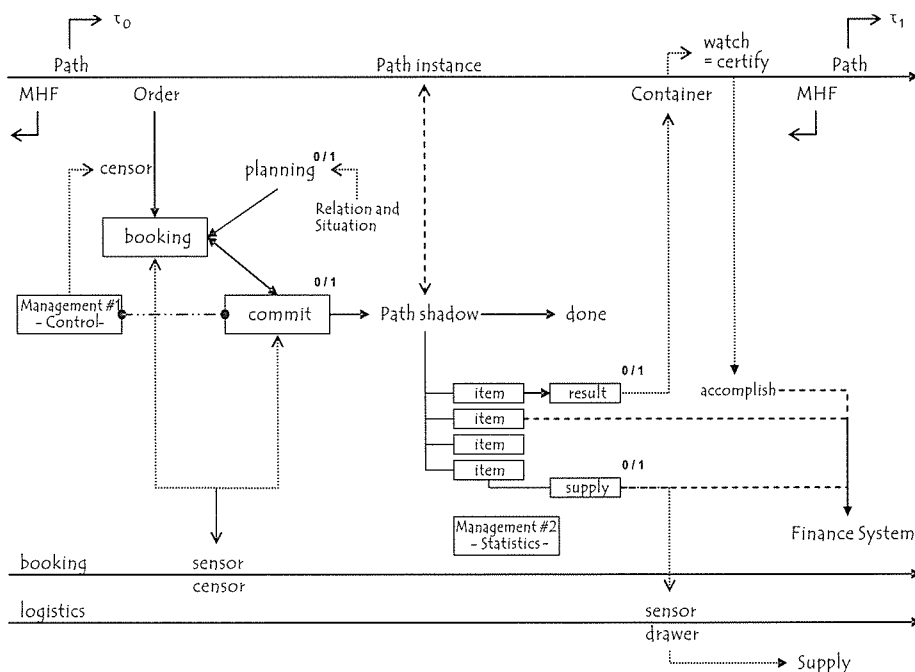 τ0
τ1
watch
= certify
Path
Path instance
Path
MHF
Order
Container
MHF
censor
planning
0 / 1
Relation and
Situation
booking
0 / 1
Management #1
- Control-
commit
Path shadow
done
0 / 1
item
result
accomplish
item
item
0 / 1
item
supply
Management #2
- Statistics -
Finance System
booking
sensor
censor
logistics
sensor
drawer
Supply